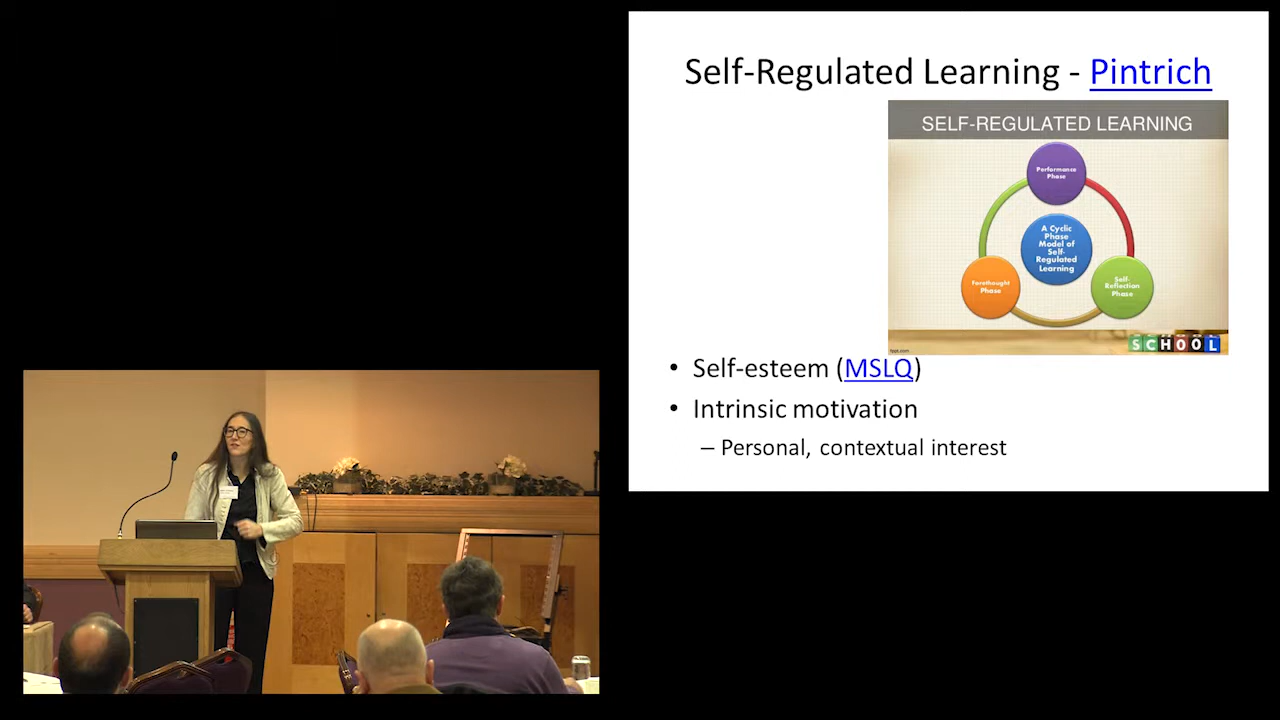 Self-Regulated Learning - Pintrich
SELF-REGULATED LEARNING
Performance
Phase
A Cyclic
Phase
Model of
Self-
Regulated
Learning
Forethought
Phase
Self-
Reflection
Phase
SCHOOL
• Self-esteem (MSLQ)
• Intrinsic motivation
– Personal, contextual interest